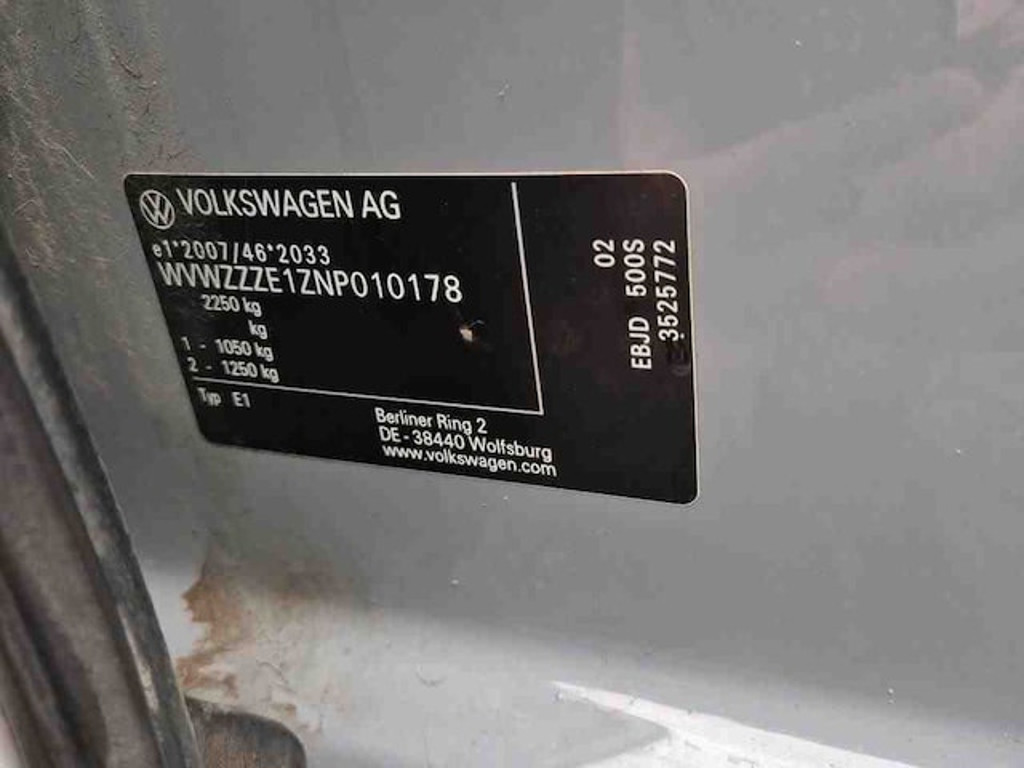 VOLKSWAGEN AG
e1*2007/46*2033
WVWZZZE1ZNP010178
2250 kg
kg
1 - 1050 kg
2 - 1250 kg
Typ E1
Berliner Ring 2
DE - 38440 Wolfsburg
www.volkswagen.com
02
EBJD 500S
3525772